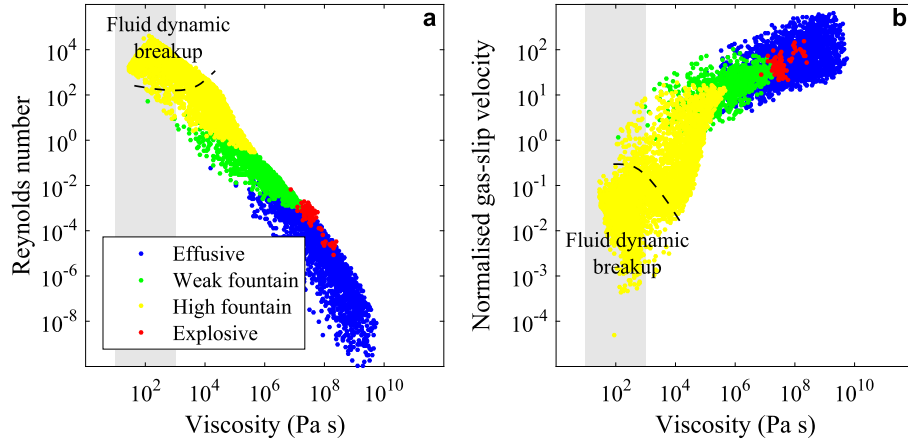 a
Fluid dynamic
breakup
10^4
10^2
10^0
10^-2
10^-4
10^-6
10^-8
Reynolds number
Effusive
Weak fountain
High fountain
Explosive
10^2 10^4 10^6 10^8 10^10
Viscosity (Pa s)
b
10^2
10^1
10^0
10^-1
10^-2
10^-3
10^-4
Normalised gas-slip velocity
Fluid dynamic
breakup
10^2 10^4 10^6 10^8 10^10
Viscosity (Pa s)